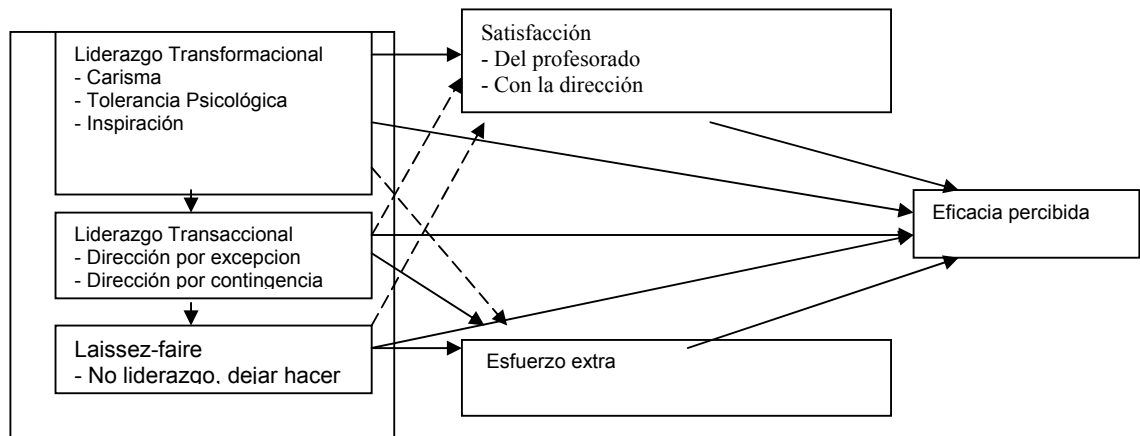 Liderazgo Transformacional
- Carisma
- Tolerancia Psicológica
- Inspiración
Satisfacción
- Del profesorado
- Con la dirección
Liderazgo Transaccional
- Dirección por excepcion
- Dirección por contingencia
Eficacia percibida
Laissez-faire
- No liderazgo, dejar hacer
Esfuerzo extra